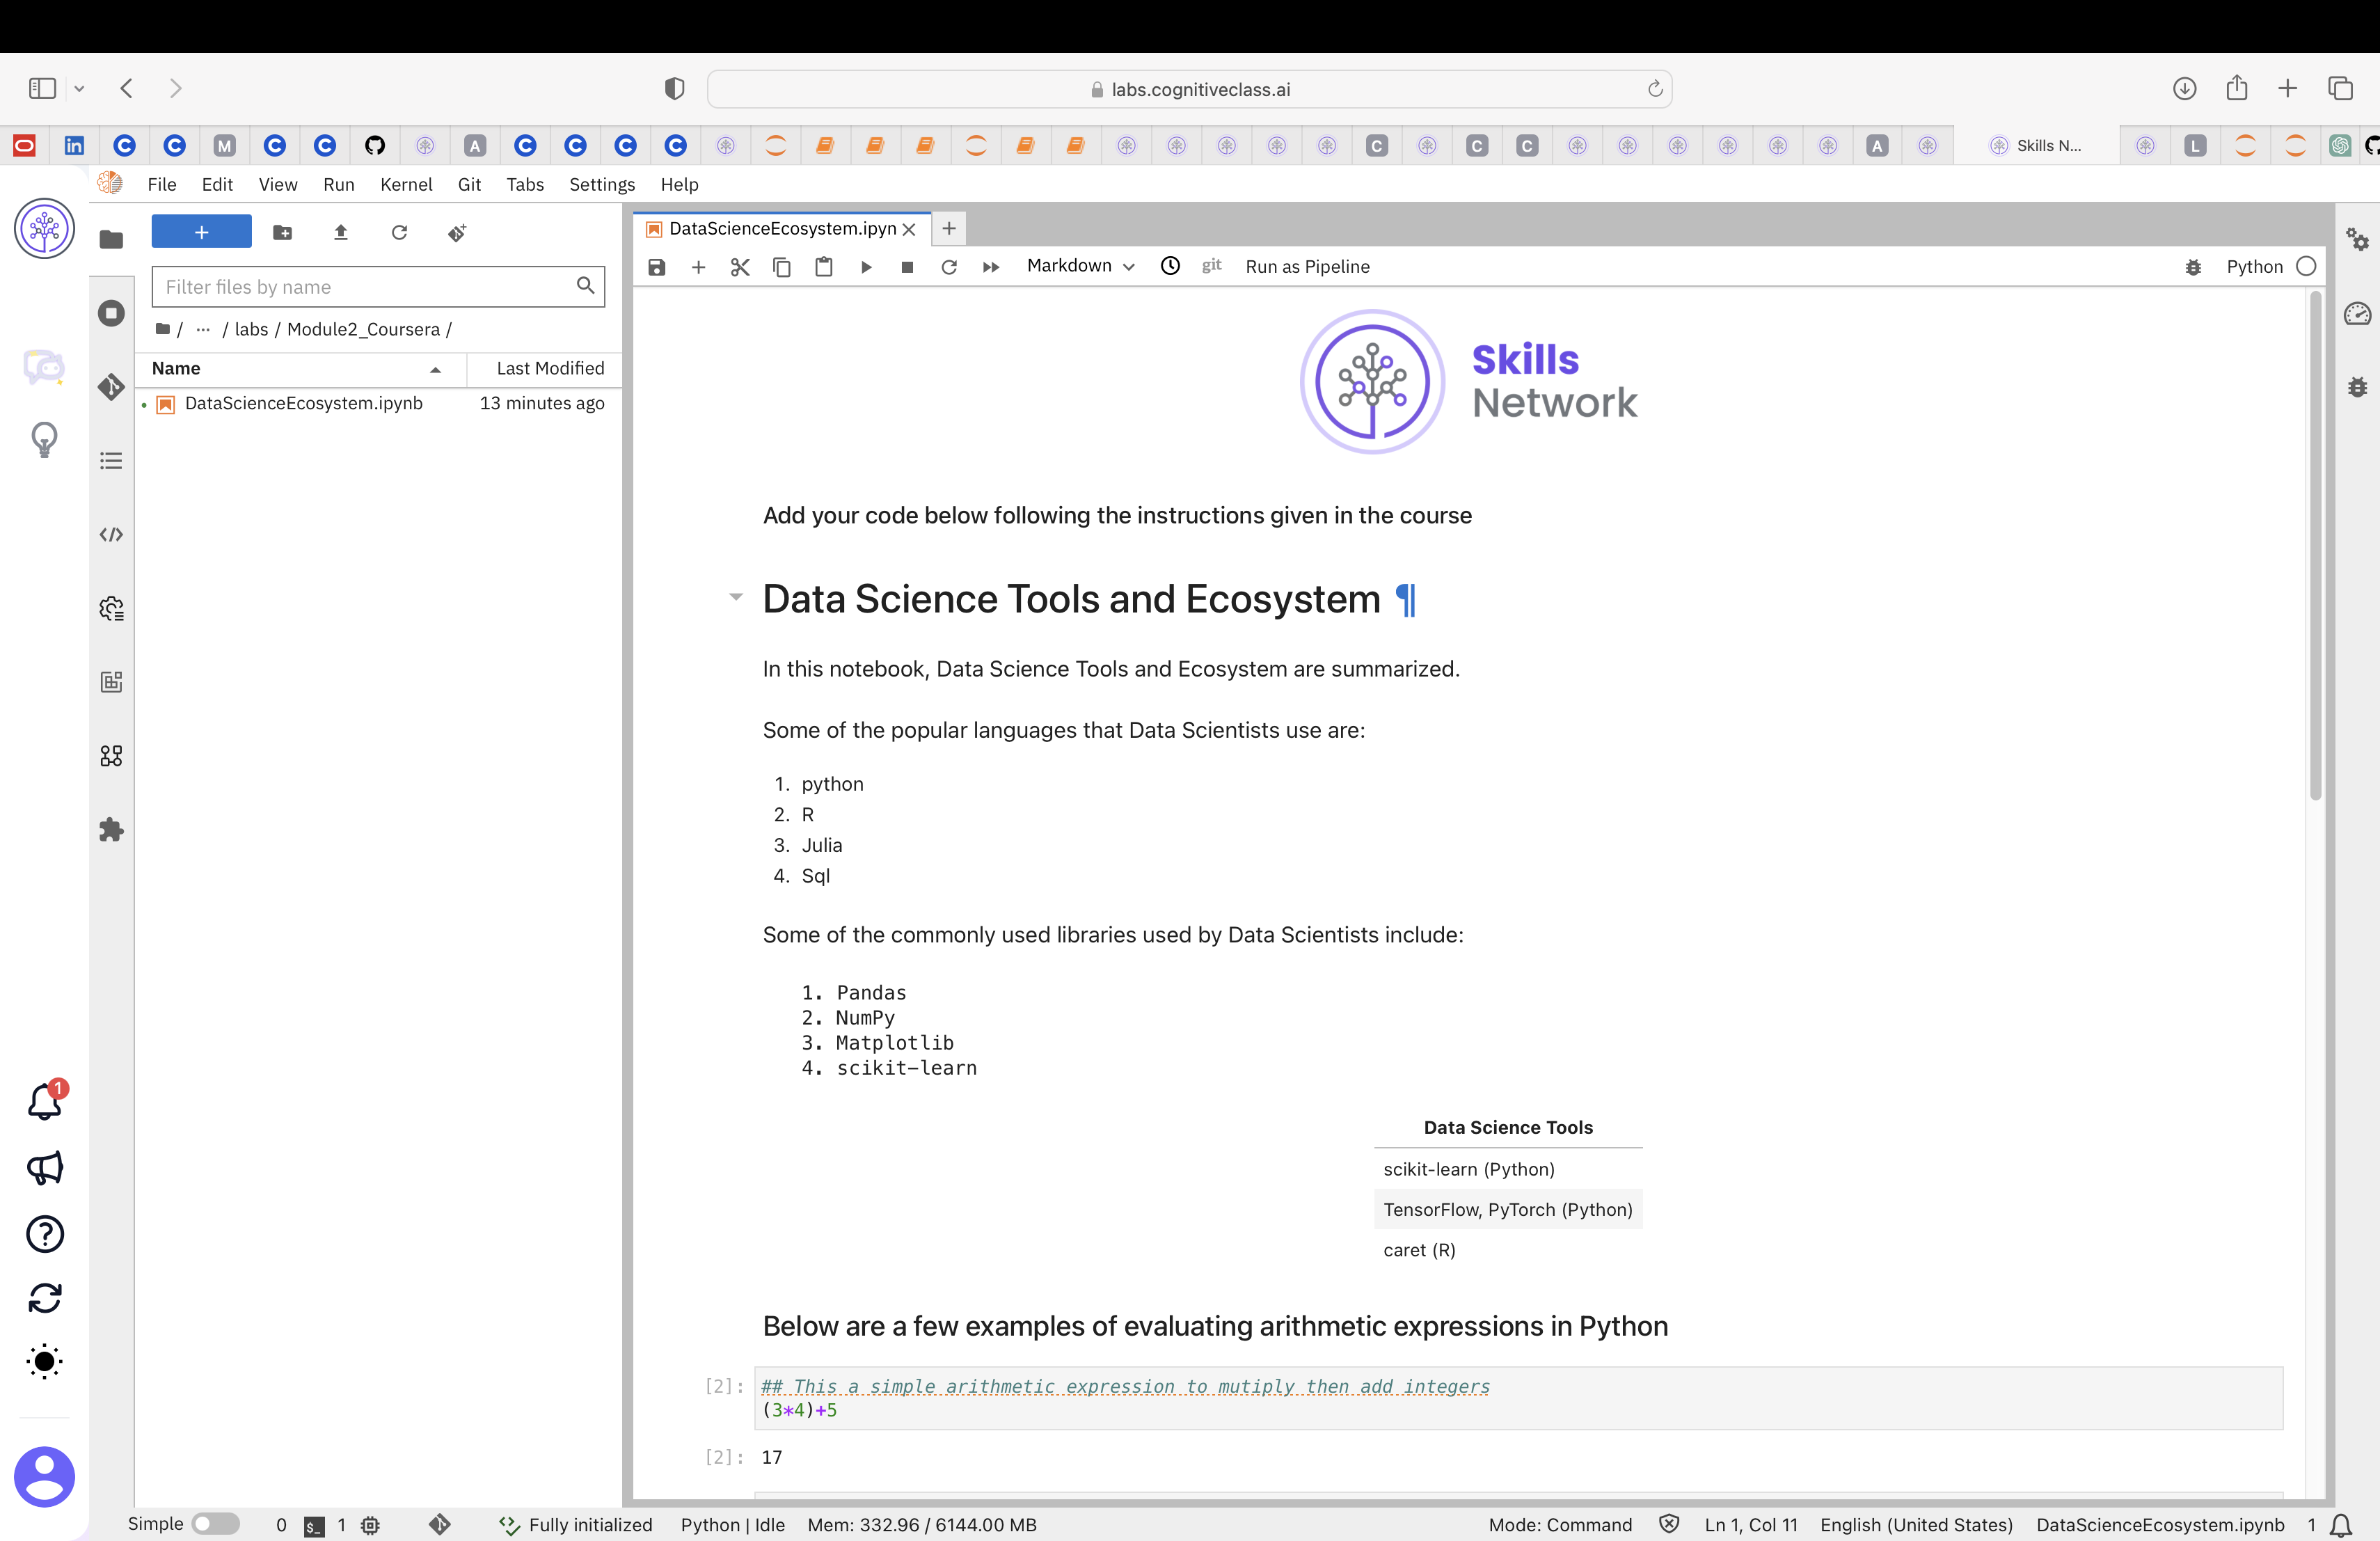 labs.cognitiveclass.ai
Skills N...
File Edit View Run Kernel Git Tabs Settings Help
DataScienceEcosystem.ipyn
Filter files by name
Markdown
git
Run as Pipeline
Python
/ ... / labs / Module2_Coursera /
Name
Last Modified
DataScienceEcosystem.ipynb
13 minutes ago
Skills
Network
Add your code below following the instructions given in the course
Data Science Tools and Ecosystem ¶
In this notebook, Data Science Tools and Ecosystem are summarized.
Some of the popular languages that Data Scientists use are:
1. python
2. R
3. Julia
4. Sql
Some of the commonly used libraries used by Data Scientists include:
1. Pandas
2. NumPy
3. Matplotlib
4. scikit-learn
Data Science Tools
scikit-learn (Python)
TensorFlow, PyTorch (Python)
caret (R)
Below are a few examples of evaluating arithmetic expressions in Python
[2]: ## This a simple arithmetic expression to mutiply then add integers
(3*4)+5
[2]: 17
1
Simple 0 $_ 1 Fully initialized Python | Idle Mem: 332.96 / 6144.00 MB Mode: Command Ln 1, Col 11 English (United States) DataScienceEcosystem.ipynb 1